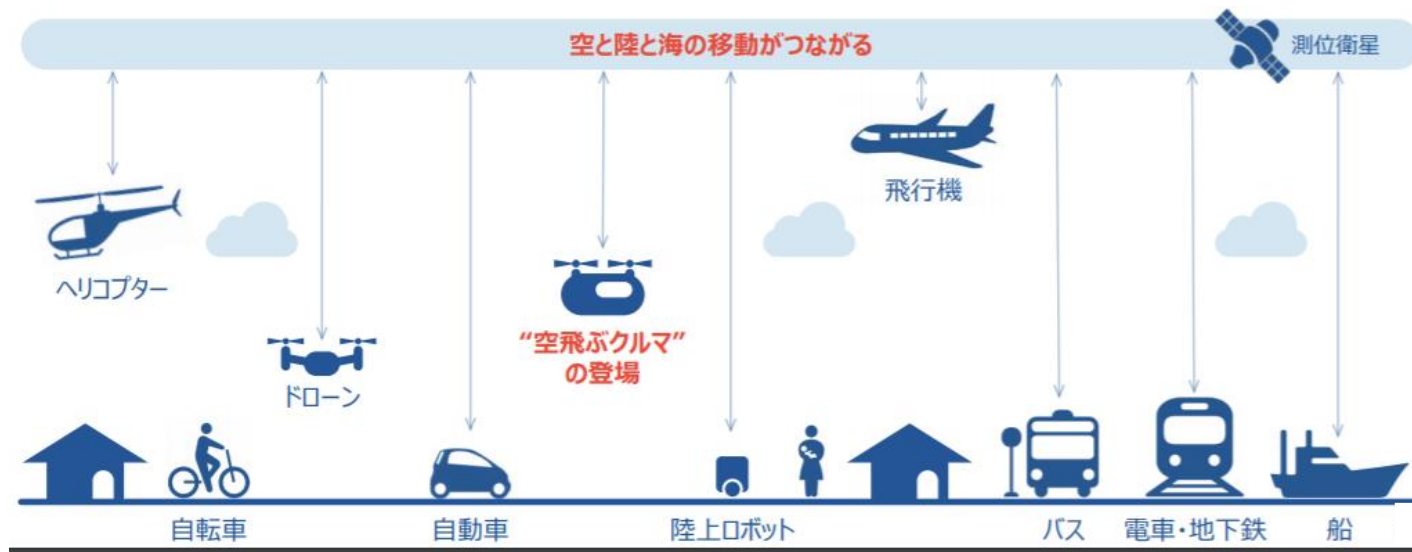 空と陸と海の移動がつながる
測位衛星
飛行機
ヘリコプター
“空飛ぶクルマ”
の登場
ドローン
自転車
自動車
陸上ロボット
バス
電車・地下鉄
船